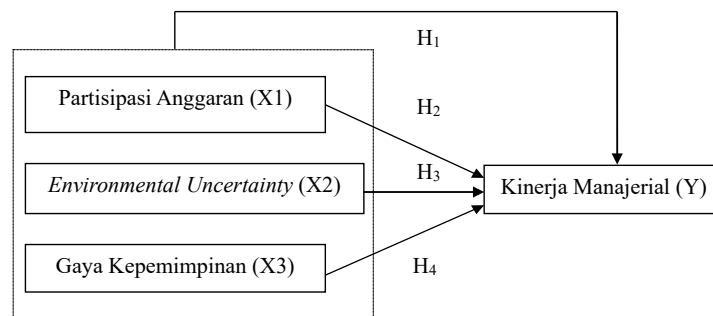 H₁
Partisipasi Anggaran (X1)
H₂
Environmental Uncertainty (X2)
H₃
Kinerja Manajerial (Y)
Gaya Kepemimpinan (X3)
H₄